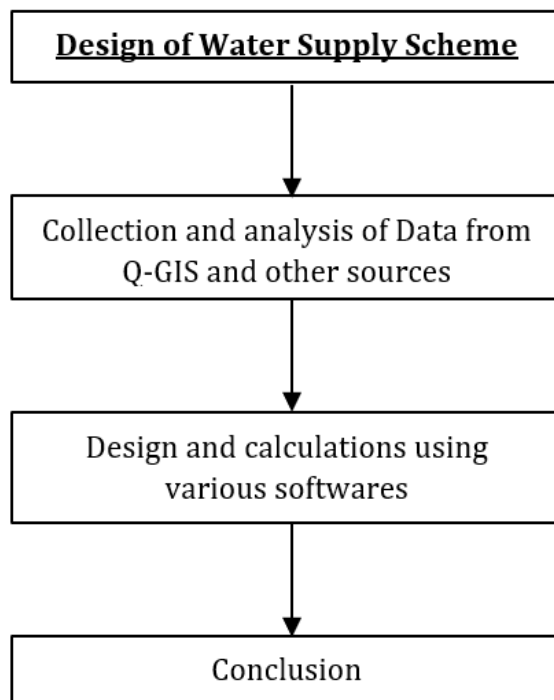 Design of Water Supply Scheme
Collection and analysis of Data from
Q-GIS and other sources
Design and calculations using
various softwares
Conclusion